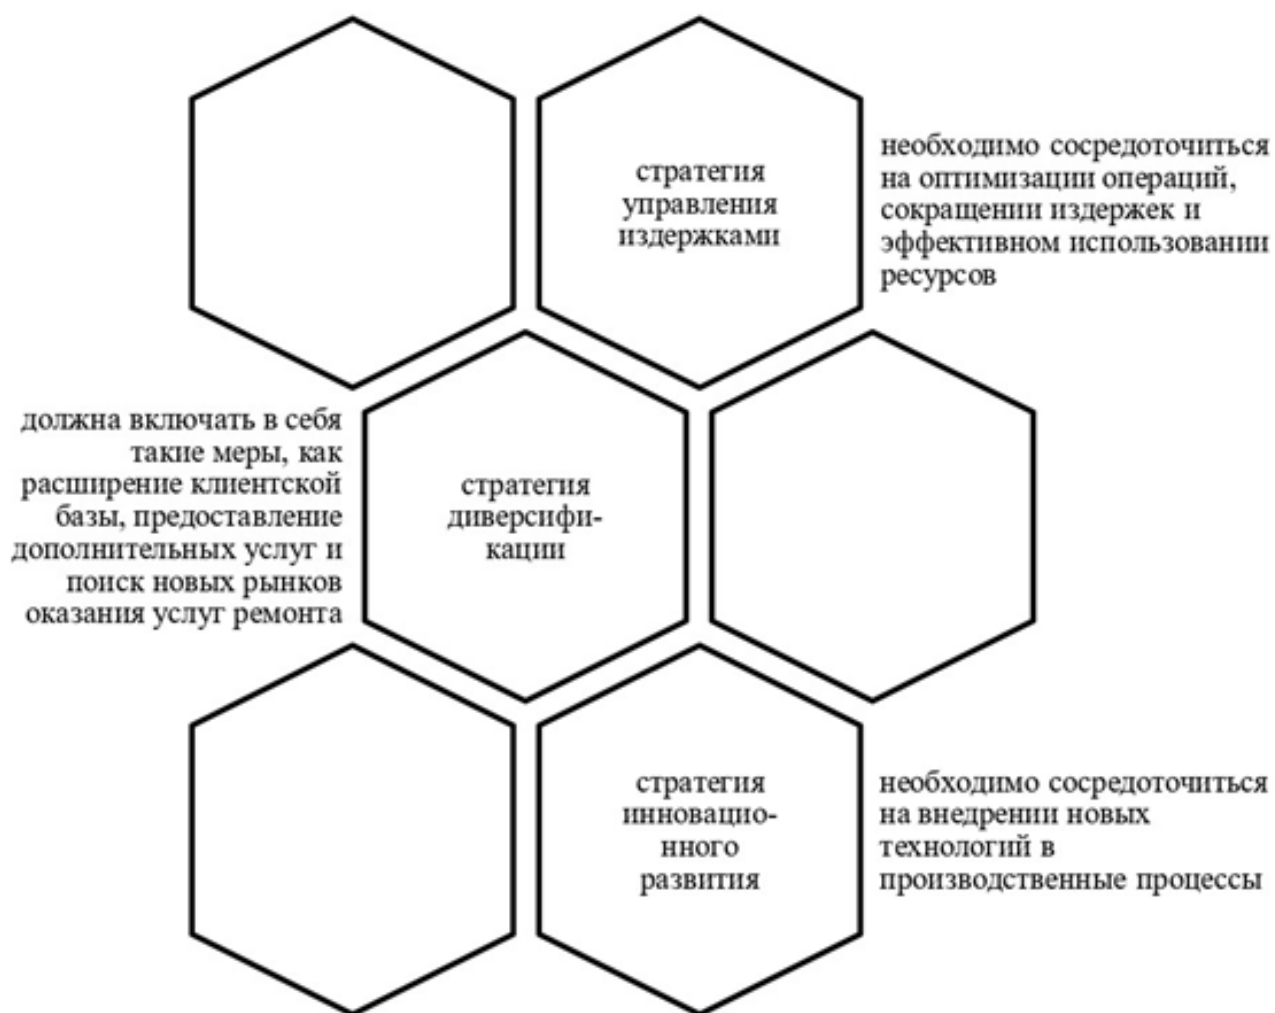 стратегия
управления
издержками
необходимо сосредоточиться
на оптимизации операций,
сокращении издержек и
эффективном использовании
ресурсов
должна включать в себя
такие меры, как
расширение клиентской
базы, предоставление
дополнительных услуг и
поиск новых рынков
оказания услуг ремонта
стратегия
диверсифи-
кации
стратегия
инновацио-
нного
развития
необходимо сосредоточиться
на внедрении новых
технологий в
производственные процессы